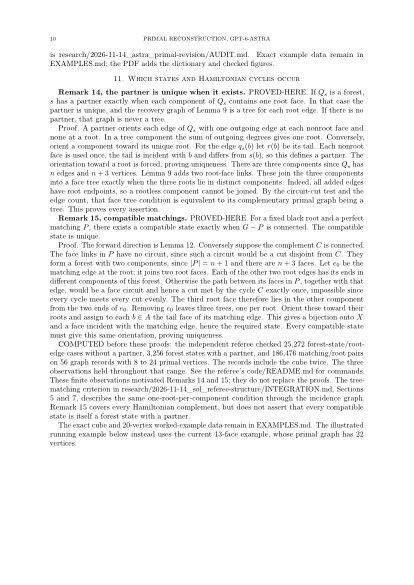 10 PRIMAL RECONSTRUCTION, GPT-6-ASTRA
is research/2026-11-14_astra_primal-revision/AUDIT.md. Exact example data remain in
EXAMPLES.md; the PDF adds the dictionary and checked figures.
11. Which states and Hamiltonian cycles occur
Remark 14, the partner is unique when it exists. PROVED-HERE. If Qₛ is a forest,
s has a partner exactly when each component of Qₛ contains one root face. In that case the
partner is unique, and the recovery graph of Lemma 9 is a tree for each root edge. If there is no
partner, that graph is never a tree.
Proof. A partner orients each edge of Qₛ with one outgoing edge at each nonroot face and
none at a root. In a tree component the sum of outgoing degrees gives one root. Conversely,
orient a component toward its unique root. For the edge qₛ(b) let r(b) be its tail. Each nonroot
face is used once, the tail is incident with b and differs from s(b), so this defines a partner. The
orientation toward a root is forced, proving uniqueness. There are three components since Qₛ has
n edges and n + 3 vertices. Lemma 9 adds two root-face links. These join the three components
into a face tree exactly when the three roots lie in distinct components. Indeed, all added edges
have root endpoints, so a rootless component cannot be joined. By the circuit-cut test and the
edge count, that face tree condition is equivalent to its complementary primal graph being a
tree. This proves every assertion.
Remark 15, compatible matchings. PROVED-HERE. For a fixed black root and a perfect
matching P, there exists a compatible state exactly when G − P is connected. The compatible
state is unique.
Proof. The forward direction is Lemma 12. Conversely suppose the complement C is connected.
The face links in P have no circuit, since such a circuit would be a cut disjoint from C. They
form a forest with two components, since |P| = n + 1 and there are n + 3 faces. Let e₀ be the
matching edge at the root; it joins two root faces. Each of the other two root edges has its ends in
different components of this forest. Otherwise the path between its faces in P, together with that
edge, would be a face circuit and hence a cut met by the cycle C exactly once, impossible since
every cycle meets every cut evenly. The third root face therefore lies in the other component
from the two ends of e₀. Removing e₀ leaves three trees, one per root. Orient these toward their
roots and assign to each b ∈ A the tail face of its matching edge. This gives a bijection onto X
and a face incident with the matching edge, hence the required state. Every compatible state
must give this same orientation, proving uniqueness.
COMPUTED before these proofs: the independent referee checked 25,272 forest-state/root-
edge cases without a partner, 3,256 forest states with a partner, and 186,476 matching/root pairs
on 56 graph records with 8 to 24 primal vertices. The records include the cube twice. The three
observations held throughout that range. See the referee's code/README.md for commands.
These finite observations motivated Remarks 14 and 15; they do not replace the proofs. The tree-
matching criterion in research/2026-11-14_sol_referee-structure/INTEGRATION.md, Sections
5 and 7, describes the same one-root-per-component condition through the incidence graph.
Remark 15 covers every Hamiltonian complement, but does not assert that every compatible
state is itself a forest state with a partner.
The exact cube and 20-vertex worked-example data remain in EXAMPLES.md. The illustrated
running example below instead uses the current 13-face example, whose primal graph has 22
vertices.